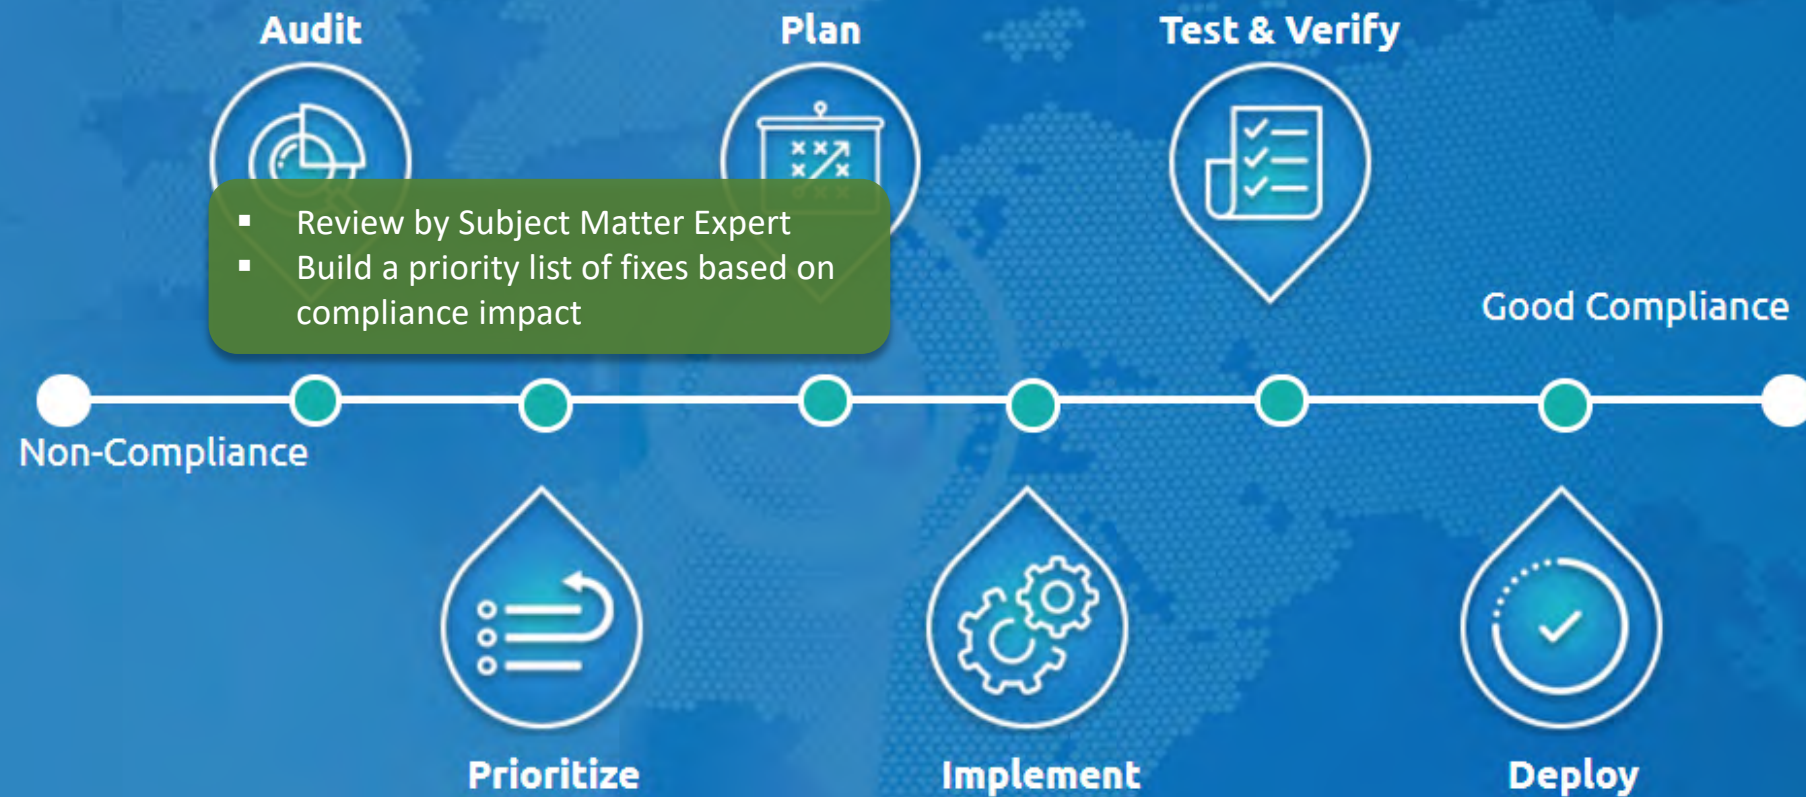 Audit
Plan
Test & Verify
▪ Review by Subject Matter Expert
▪ Build a priority list of fixes based on
compliance impact
Good Compliance
Non-Compliance
Prioritize
Implement
Deploy